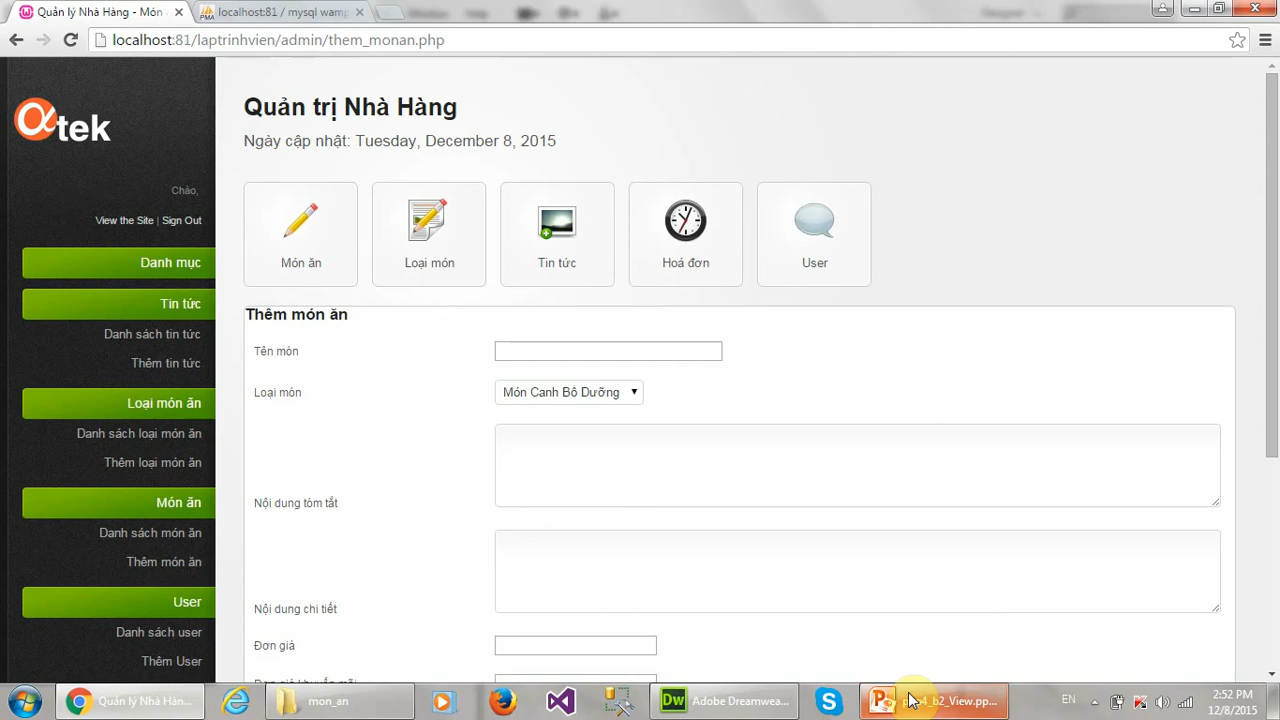 Quản lý Nhà Hàng - Món
localhost:81 / mysql wamp
localhost:81/laptrinhvien/admin/them_monan.php
αtek
Chào,
View the Site | Sign Out
Danh mục
Tin tức
Danh sách tin tức
Thêm tin tức
Loại món ăn
Danh sách loại món ăn
Thêm loại món ăn
Món ăn
Danh sách món ăn
Thêm món ăn
User
Danh sách user
Thêm User
Quản trị Nhà Hàng
Ngày cập nhật: Tuesday, December 8, 2015
Món ăn
Loại món
Tin tức
Hoá đơn
User
Thêm món ăn
Tên món
Loại món
Món Canh Bổ Dưỡng
Nội dung tóm tắt
Nội dung chi tiết
Đơn giá
Đơn giá khuyến mãi
Quản lý Nhà Hàn...
mon_an
Adobe Dreamwea...
b2_View.pp...
EN
2:52 PM
12/8/2015